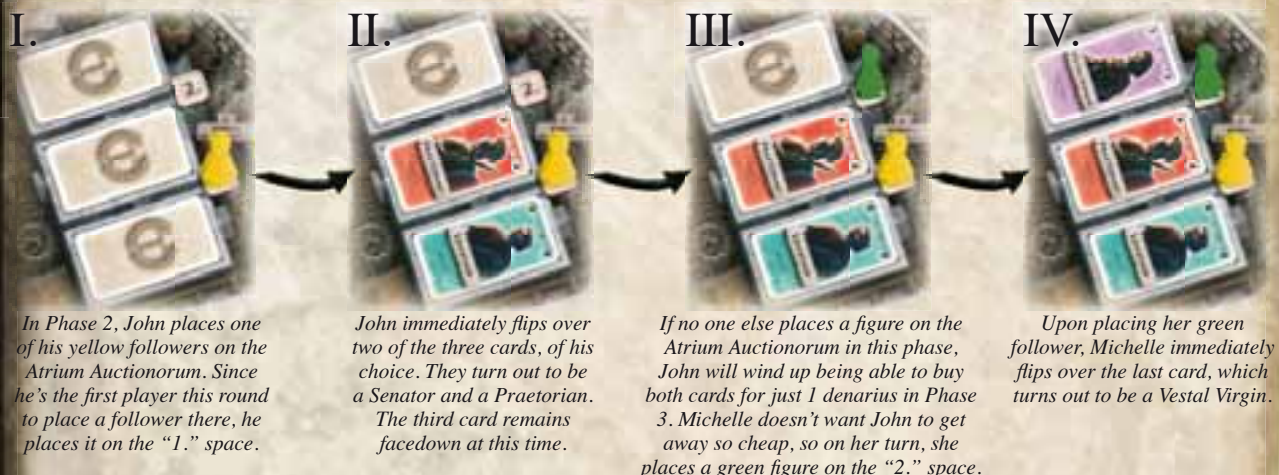 I.
In Phase 2, John places one
of his yellow followers on the
Atrium Auctionorum. Since
he's the first player this round
to place a follower there, he
places it on the “1.” space.
II.
John immediately flips over
two of the three cards, of his
choice. They turn out to be
a Senator and a Praetorian.
The third card remains
facedown at this time.
III.
If no one else places a figure on the
Atrium Auctionorum in this phase,
John will wind up being able to buy
both cards for just 1 denarius in Phase
3. Michelle doesn't want John to get
away so cheap, so on her turn, she
places a green figure on the “2.” space.
IV.
Upon placing her green
follower, Michelle immediately
flips over the last card, which
turns out to be a Vestal Virgin.
2
2